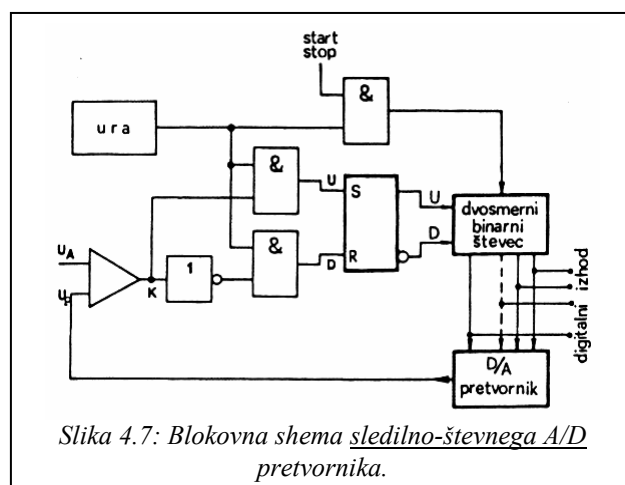 start
stop
&
ura
&
U
S
U
dvosmerni
binarni
števec
U_A
K
1
&
D
R
D
U_P
digitalni izhod
D/A
pretvornik
Slika 4.7: Blokovna shema sledilno-števnega A/D
pretvornika.